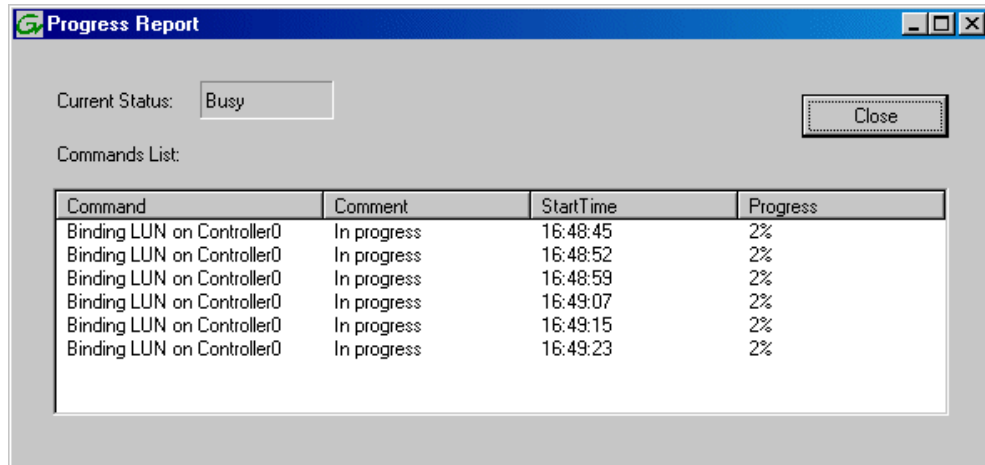 Progress Report
Current Status: Busy
Close
Commands List:
Command Comment StartTime Progress
Binding LUN on Controller0 In progress 16:48:45 2%
Binding LUN on Controller0 In progress 16:48:52 2%
Binding LUN on Controller0 In progress 16:48:59 2%
Binding LUN on Controller0 In progress 16:49:07 2%
Binding LUN on Controller0 In progress 16:49:15 2%
Binding LUN on Controller0 In progress 16:49:23 2%